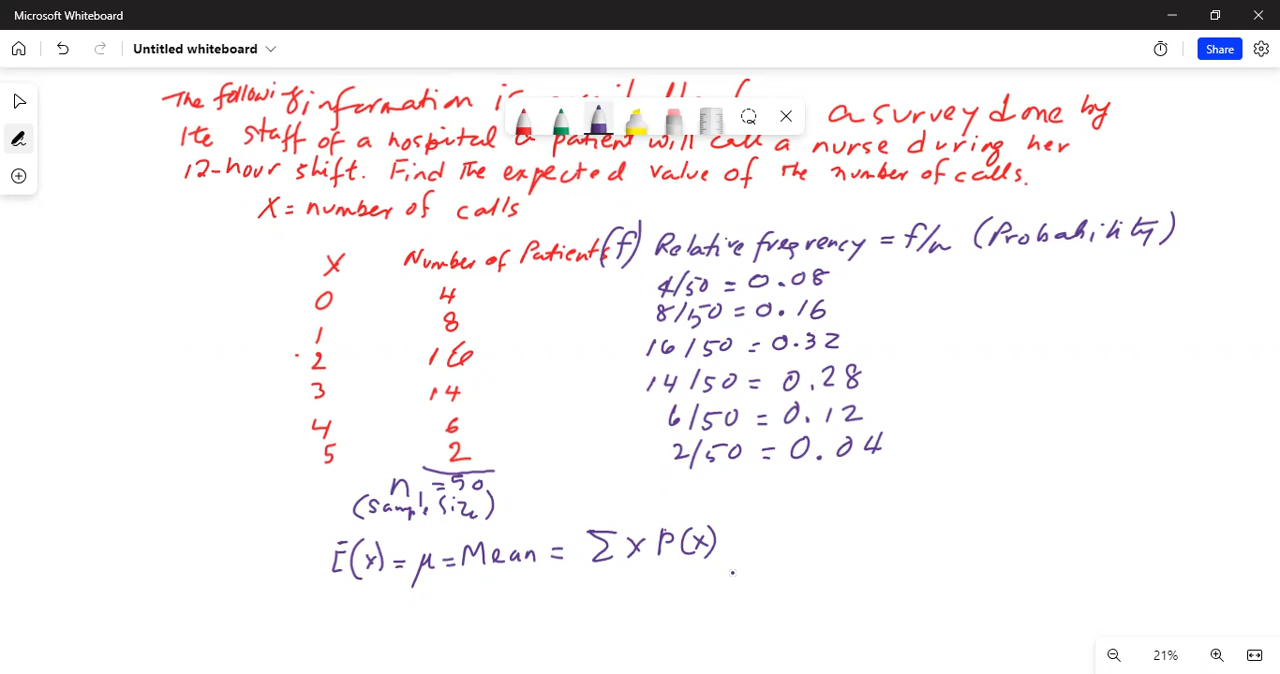 Microsoft Whiteboard
Untitled whiteboard
Share
The following information is a survey done by
the staff of a hospital a patient will call a nurse during her
12-hour shift. Find the expected value of the number of calls.
X = number of calls
X Number of Patients (f) Relative freqrency = f/n (Probability)
0 4 4/50 = 0.08
1 8 8/50 = 0.16
2 16 16/50 = 0.32
3 14 14/50 = 0.28
4 6 6/50 = 0.12
5 2 2/50 = 0.04
n = 50
(sample size)
E(x) = μ = Mean = Σ x P(x)
21%